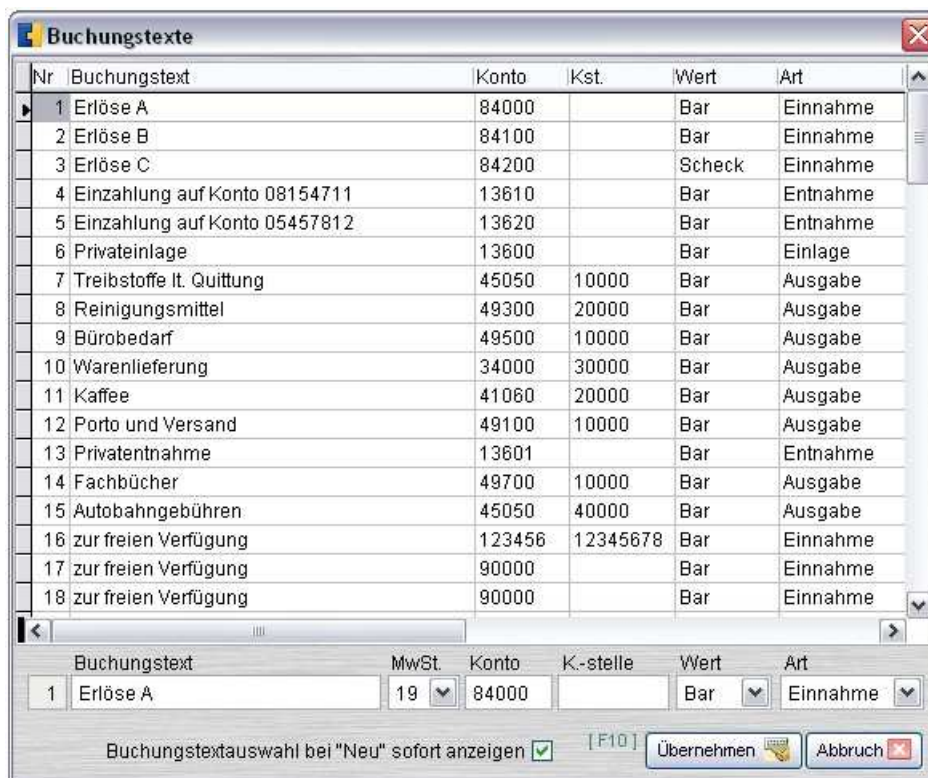 Buchungstexte
Nr Buchungstext Konto Kst. Wert Art
1 Erlöse A 84000 Bar Einnahme
2 Erlöse B 84100 Bar Einnahme
3 Erlöse C 84200 Scheck Einnahme
4 Einzahlung auf Konto 08154711 13610 Bar Entnahme
5 Einzahlung auf Konto 05457812 13620 Bar Entnahme
6 Privateinlage 13600 Bar Einlage
7 Treibstoffe lt. Quittung 45050 10000 Bar Ausgabe
8 Reinigungsmittel 49300 20000 Bar Ausgabe
9 Bürobedarf 49500 10000 Bar Ausgabe
10 Warenlieferung 34000 30000 Bar Ausgabe
11 Kaffee 41060 20000 Bar Ausgabe
12 Porto und Versand 49100 10000 Bar Ausgabe
13 Privatentnahme 13601 Bar Entnahme
14 Fachbücher 49700 10000 Bar Ausgabe
15 Autobahngebühren 45050 40000 Bar Ausgabe
16 zur freien Verfügung 123456 12345678 Bar Einnahme
17 zur freien Verfügung 90000 Bar Einnahme
18 zur freien Verfügung 90000 Bar Einnahme
Buchungstext MwSt. Konto K.-stelle Wert Art
1 Erlöse A 19 84000 Bar Einnahme
Buchungstextauswahl bei "Neu" sofort anzeigen [F10] Übernehmen Abbruch